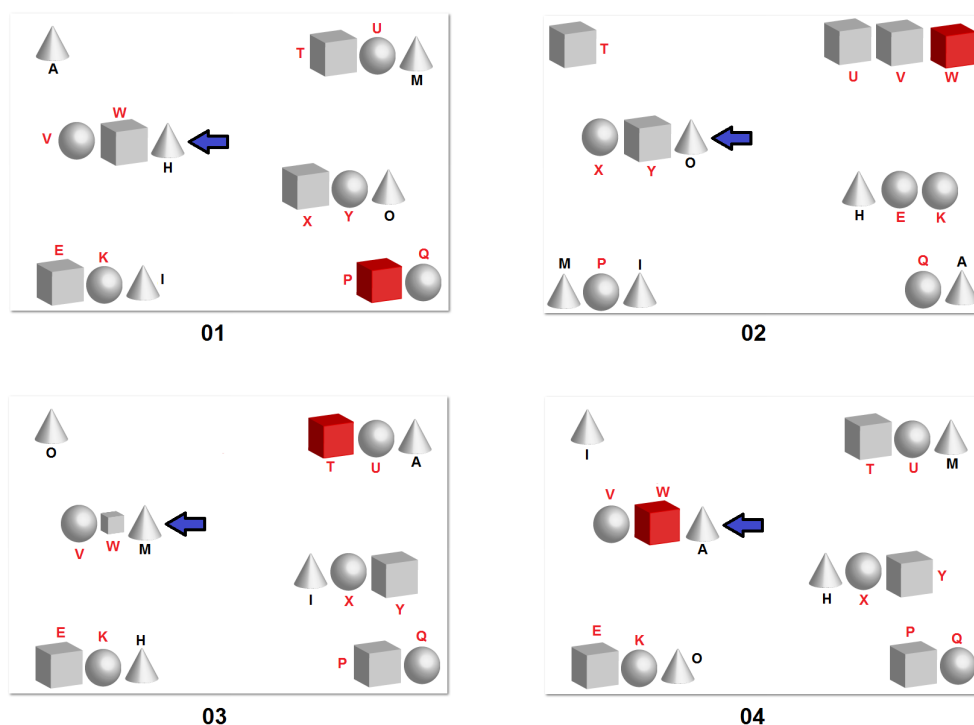 U
T
A
M
W
V
H
X Y O
E
K
I
Q
P
01
T
U V W
X Y O
H E K
M P I
Q A
02
O
T U A
V W M
I X Y
E K H
Q
P
03
I
T U M
V W
A
H X Y
E
K O
P Q
04